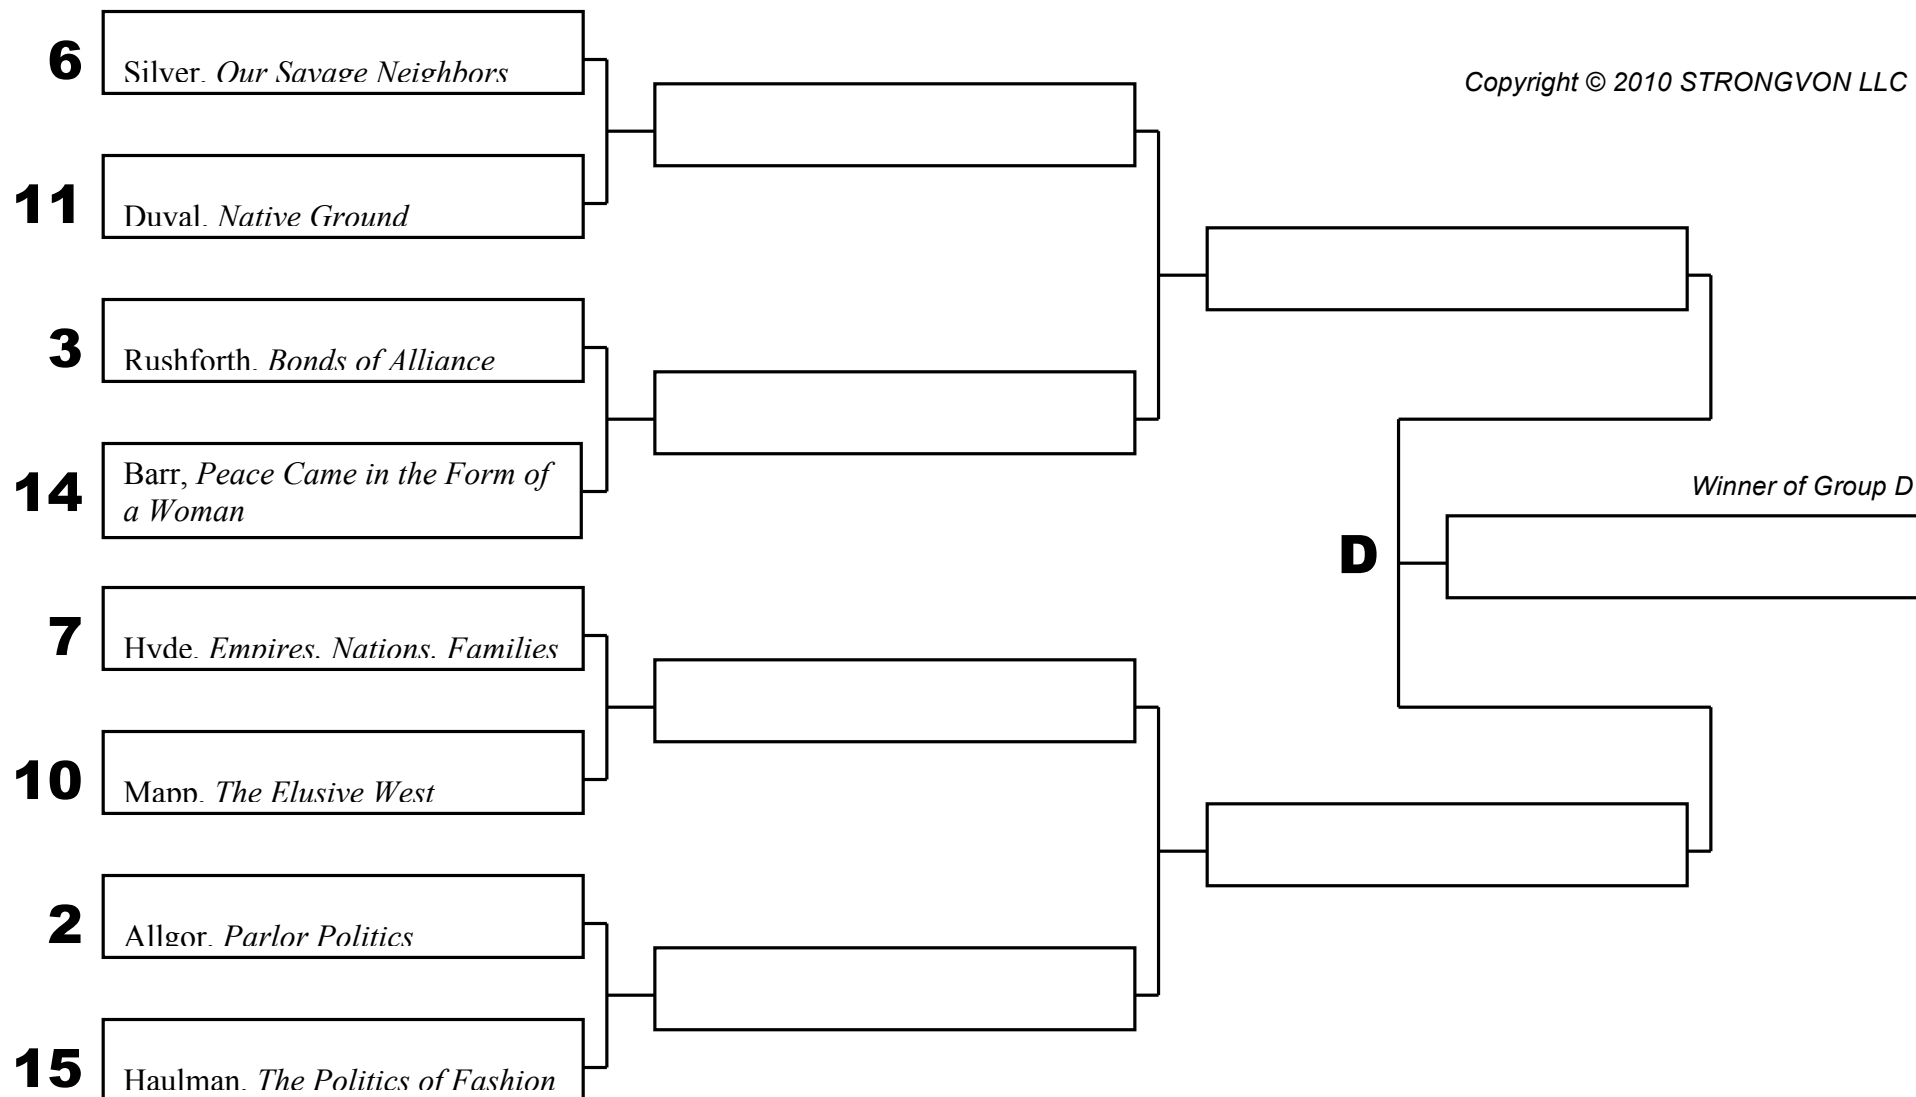 6
Silver, Our Savage Neighbors
Copyright © 2010 STRONGVON LLC
11
Duval, Native Ground
3
Rushforth, Bonds of Alliance
14
Barr, Peace Came in the Form of
a Woman
Winner of Group D
D
7
Hyde, Empires, Nations, Families
10
Mapp, The Elusive West
2
Allgor, Parlor Politics
15
Haulman, The Politics of Fashion